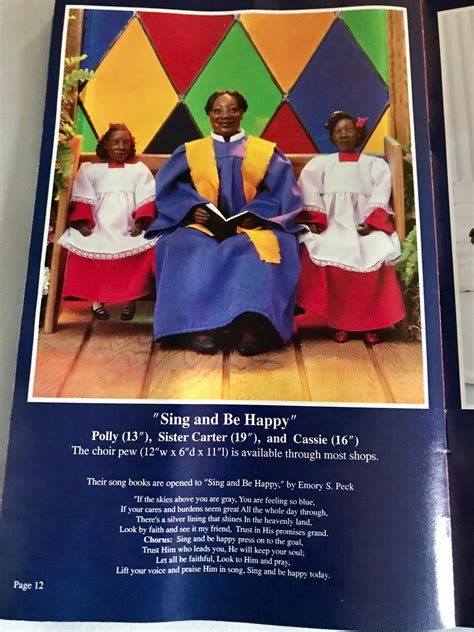 "Sing and Be Happy"
Polly (13"), Sister Carter (19"), and Cassie (16")
The choir pew (12"w x 6"d x 11"l) is available through most shops.
Their song books are opened to "Sing and Be Happy," by Emory S. Peck
"If the skies above you are gray, You are feeling so blue,
If your cares and burdens seem great All the whole day through,
There's a silver lining that shines In the heavenly land,
Look by faith and see it my friend, Trust in His promises grand.
Chorus: Sing and be happy press on to the goal,
Trust Him who leads you, He will keep your soul;
Let all be faithful, Look to Him and pray,
Lift your voice and praise Him in song, Sing and be happy today.
Page 12